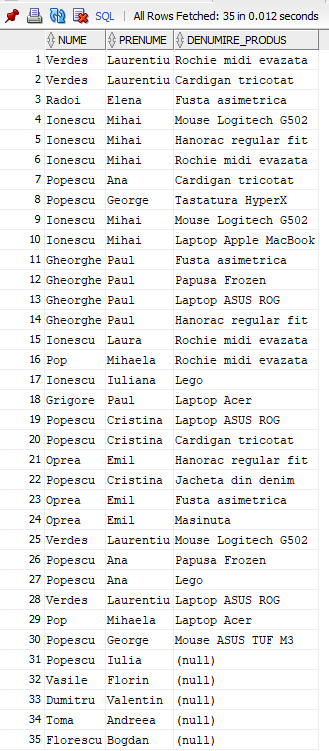 SQL | All Rows Fetched: 35 in 0.012 seconds
NUME PRENUME DENUMIRE_PRODUS
1 Verdes Laurentiu Rochie midi evazata
2 Verdes Laurentiu Cardigan tricotat
3 Radoi Elena Fusta asimetrica
4 Ionescu Mihai Mouse Logitech G502
5 Ionescu Mihai Hanorac regular fit
6 Ionescu Mihai Rochie midi evazata
7 Popescu Ana Cardigan tricotat
8 Popescu George Tastatura HyperX
9 Ionescu Mihai Mouse Logitech G502
10 Ionescu Mihai Laptop Apple MacBook
11 Gheorghe Paul Fusta asimetrica
12 Gheorghe Paul Papusa Frozen
13 Gheorghe Paul Laptop ASUS ROG
14 Gheorghe Paul Hanorac regular fit
15 Ionescu Laura Rochie midi evazata
16 Pop Mihaela Rochie midi evazata
17 Ionescu Iuliana Lego
18 Grigore Paul Laptop Acer
19 Popescu Cristina Laptop ASUS ROG
20 Popescu Cristina Cardigan tricotat
21 Oprea Emil Hanorac regular fit
22 Popescu Cristina Jacheta din denim
23 Oprea Emil Fusta asimetrica
24 Oprea Emil Masinuta
25 Verdes Laurentiu Mouse Logitech G502
26 Popescu Ana Papusa Frozen
27 Popescu Ana Lego
28 Verdes Laurentiu Laptop ASUS ROG
29 Pop Mihaela Laptop Acer
30 Popescu George Mouse ASUS TUF M3
31 Popescu Iulia (null)
32 Vasile Florin (null)
33 Dumitru Valentin (null)
34 Toma Andreea (null)
35 Florescu Bogdan (null)